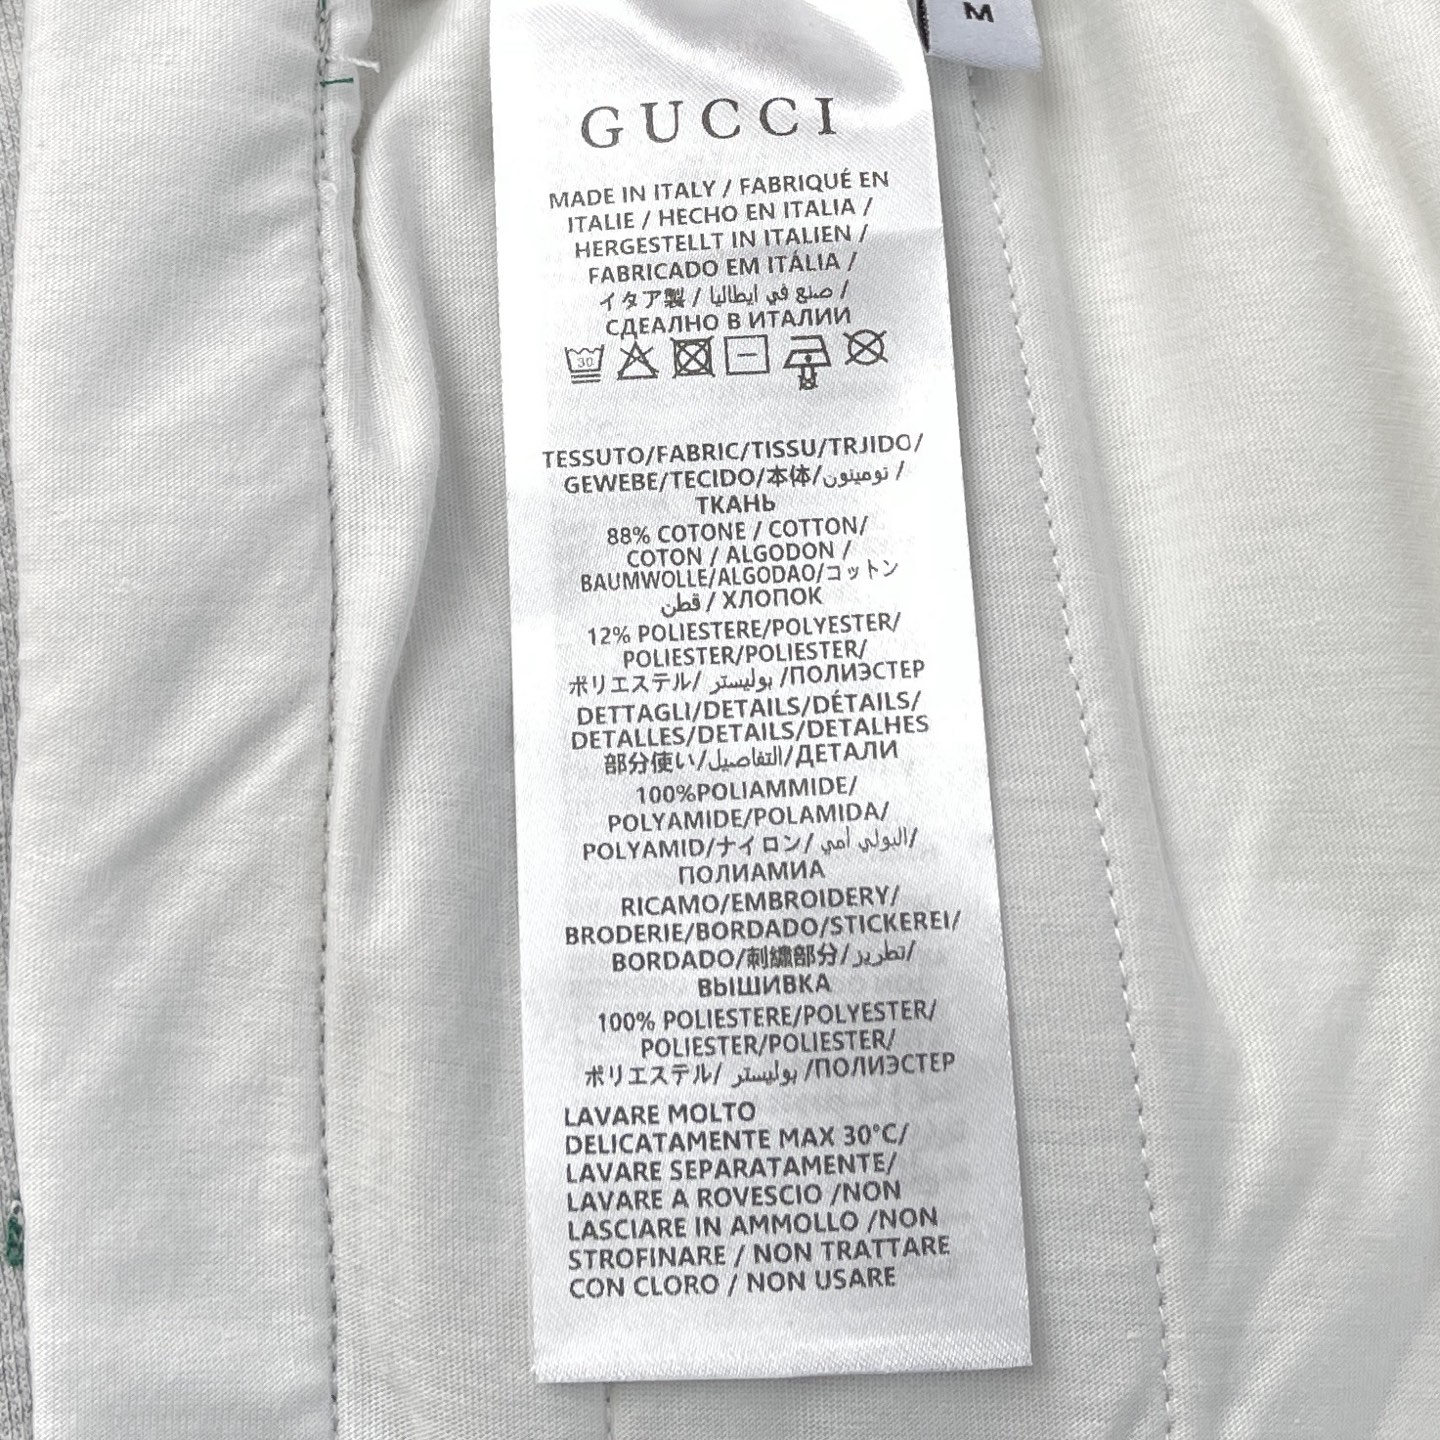 M
GUCCI
MADE IN ITALY / FABRIQUÉ EN
ITALIE / HECHO EN ITALIA /
HERGESTELLT IN ITALIEN /
FABRICADO EM ITÁLIA /
イタア製 / صنع في ايطاليا /
СДЕАЛНО В ИТАЛИИ
30
TESSUTO/FABRIC/TISSU/TRJIDO/
GEWEBE/TECIDO/本体/تومينون /
ТКАНЬ
88% COTONE / COTTON/
COTON / ALGODON /
BAUMWOLLE/ALGODAO/コットン
قطن / ХЛОПОК
12% POLIESTERE/POLYESTER/
POLIESTER/POLIESTER/
ポリエステル/ بوليستر /ПОЛИЭСТЕР
DETTAGLI/DETAILS/DÉTAILS/
DETALLES/DETAILS/DETALHES
部分使い/التفاصيل/ДЕТАЛИ
100%POLIAMMIDE/
POLYAMIDE/POLAMIDA/
POLYAMID/ナイロン/ البولي أمي/
ПОЛИАМИА
RICAMO/EMBROIDERY/
BRODERIE/BORDADO/STICKEREI/
BORDADO/刺繍部分/تطريز/
ВЫШИВКА
100% POLIESTERE/POLYESTER/
POLIESTER/POLIESTER/
ポリエステル/ بوليستر /ПОЛИЭСТЕР
LAVARE MOLTO
DELICATAMENTE MAX 30°C/
LAVARE SEPARATAMENTE/
LAVARE A ROVESCIO /NON
LASCIARE IN AMMOLLO /NON
STROFINARE / NON TRATTARE
CON CLORO / NON USARE